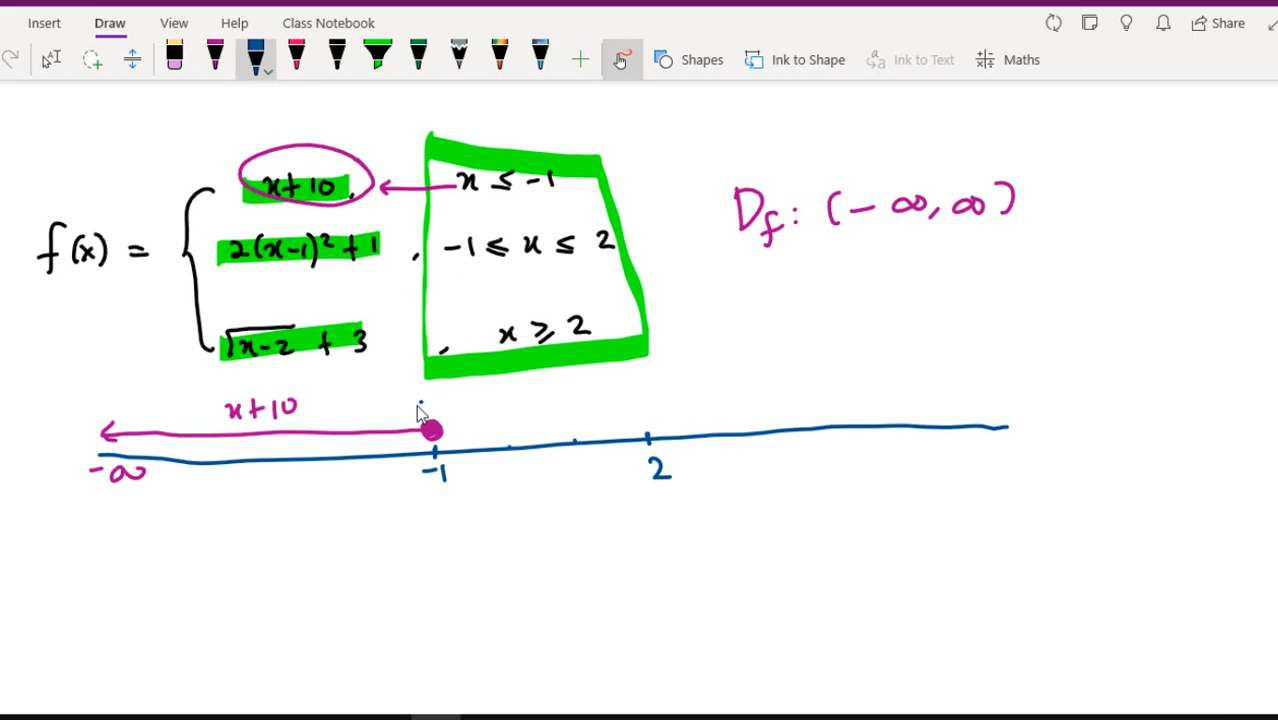 Insert Draw View Help Class Notebook Share
Shapes Ink to Shape Ink to Text Maths
x+10, x ≤ -1
f(x) = 2(x-1)² + 1 , -1 ≤ x ≤ 2
√x-2 + 3 , x ≥ 2
Df : (-∞, ∞)
x+10
-∞ -1 2